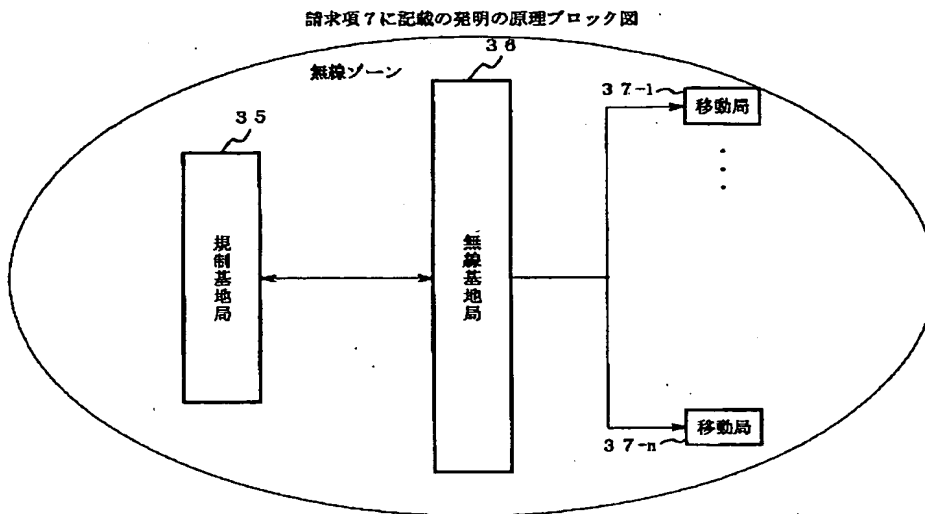 請求項7に記載の発明の原理ブロック図
36
無線ゾーン
37-1
移動局
35
規制基地局
無線基地局
移動局
37-n